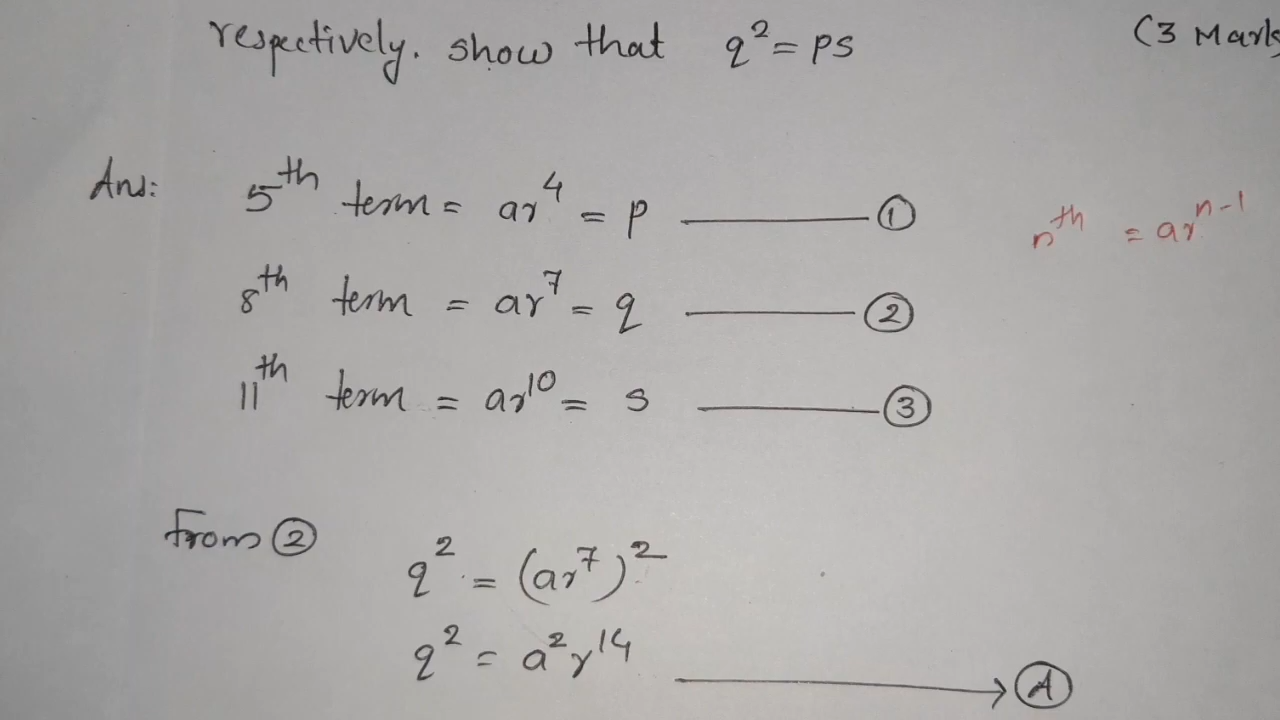 respectively. show that q² = ps (3 Marks
Ans: 5th term = ar⁴ = p ——— ①
nth = arⁿ⁻¹
8th term = ar⁷ = q ——— ②
11th term = ar¹⁰ = s ——— ③
From ②
q² = (ar⁷)²
q² = a²r¹⁴ ———→ Ⓐ